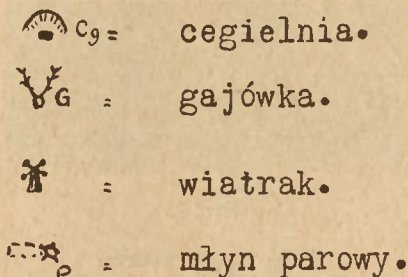 Cg = cegielnia.
G = gajówka.
= wiatrak.
p = młyn parowy.